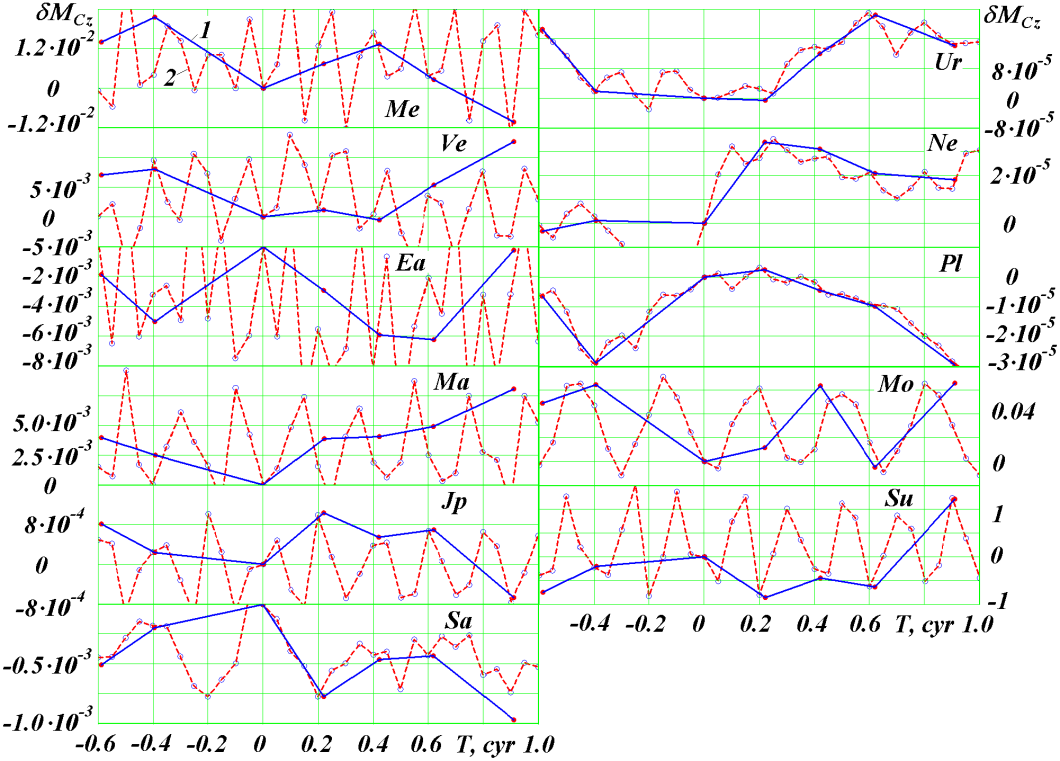 δM_Cz
1
2
1.2·10⁻²
0
-1.2·10⁻²
Me
Ve
5·10⁻³
0
-5·10⁻³
Ea
-2·10⁻³
-4·10⁻³
-6·10⁻³
-8·10⁻³
Ma
5.0·10⁻³
2.5·10⁻³
0
Jp
8·10⁻⁴
0
-8·10⁻⁴
Sa
-0.5·10⁻³
-1.0·10⁻³
-0.6 -0.4 -0.2 0 0.2 0.4 0.6 T, cyr 1.0
δM_Cz
Ur
8·10⁻⁵
0
-8·10⁻⁵
Ne
2·10⁻⁵
0
Pl
0
-1·10⁻⁵
-2·10⁻⁵
-3·10⁻⁵
Mo
0.04
0
Su
1
0
-1
-0.4 -0.2 0 0.2 0.4 0.6 T, cyr 1.0